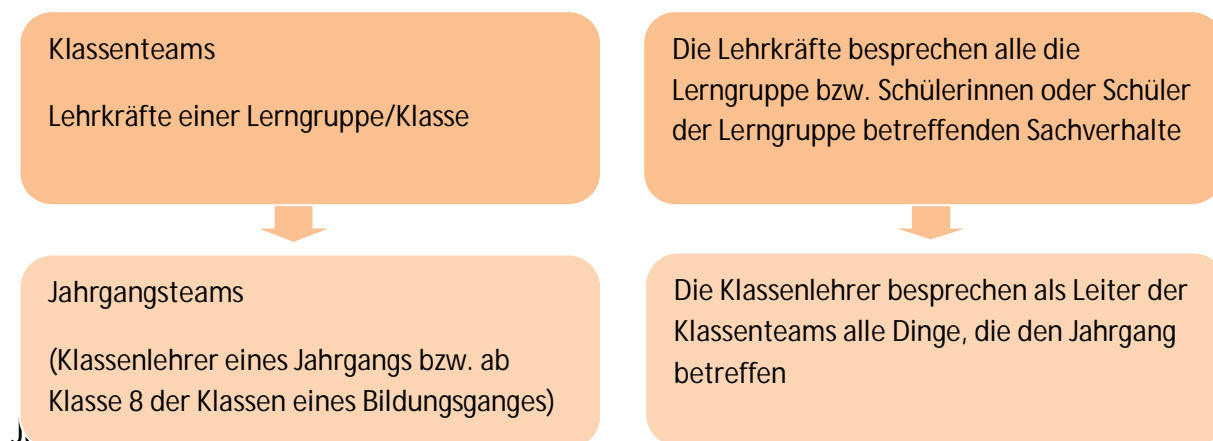 Klassenteams
Lehrkräfte einer Lerngruppe/Klasse
Die Lehrkräfte besprechen alle die
Lerngruppe bzw. Schülerinnen oder Schüler
der Lerngruppe betreffenden Sachverhalte
Jahrgangsteams
(Klassenlehrer eines Jahrgangs bzw. ab
Klasse 8 der Klassen eines Bildungsganges)
Die Klassenlehrer besprechen als Leiter der
Klassenteams alle Dinge, die den Jahrgang
betreffen